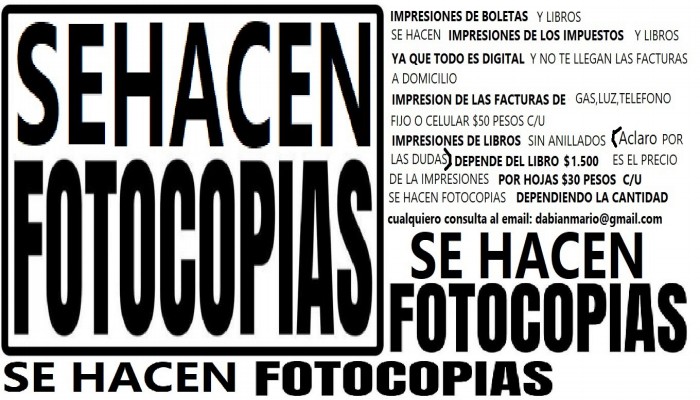 SEHACEN
FOTOCOPIAS
IMPRESIONES DE BOLETAS Y LIBROS
SE HACEN IMPRESIONES DE LOS IMPUESTOS Y LIBROS
YA QUE TODO ES DIGITAL Y NO TE LLEGAN LAS FACTURAS
A DOMICILIO
IMPRESION DE LAS FACTURAS DE GAS,LUZ,TELEFONO
FIJO O CELULAR $50 PESOS C/U
IMPRESIONES DE LIBROS SIN ANILLADOS (Aclaro POR
LAS DUDAS) DEPENDE DEL LIBRO $1.500 ES EL PRECIO
DE LA IMPRESIONES POR HOJAS $30 PESOS C/U
SE HACEN FOTOCOPIAS DEPENDIENDO LA CANTIDAD
cualquiero consulta al email: dabianmario@gmail.com
SE HACEN
FOTOCOPIAS
SE HACEN FOTOCOPIAS